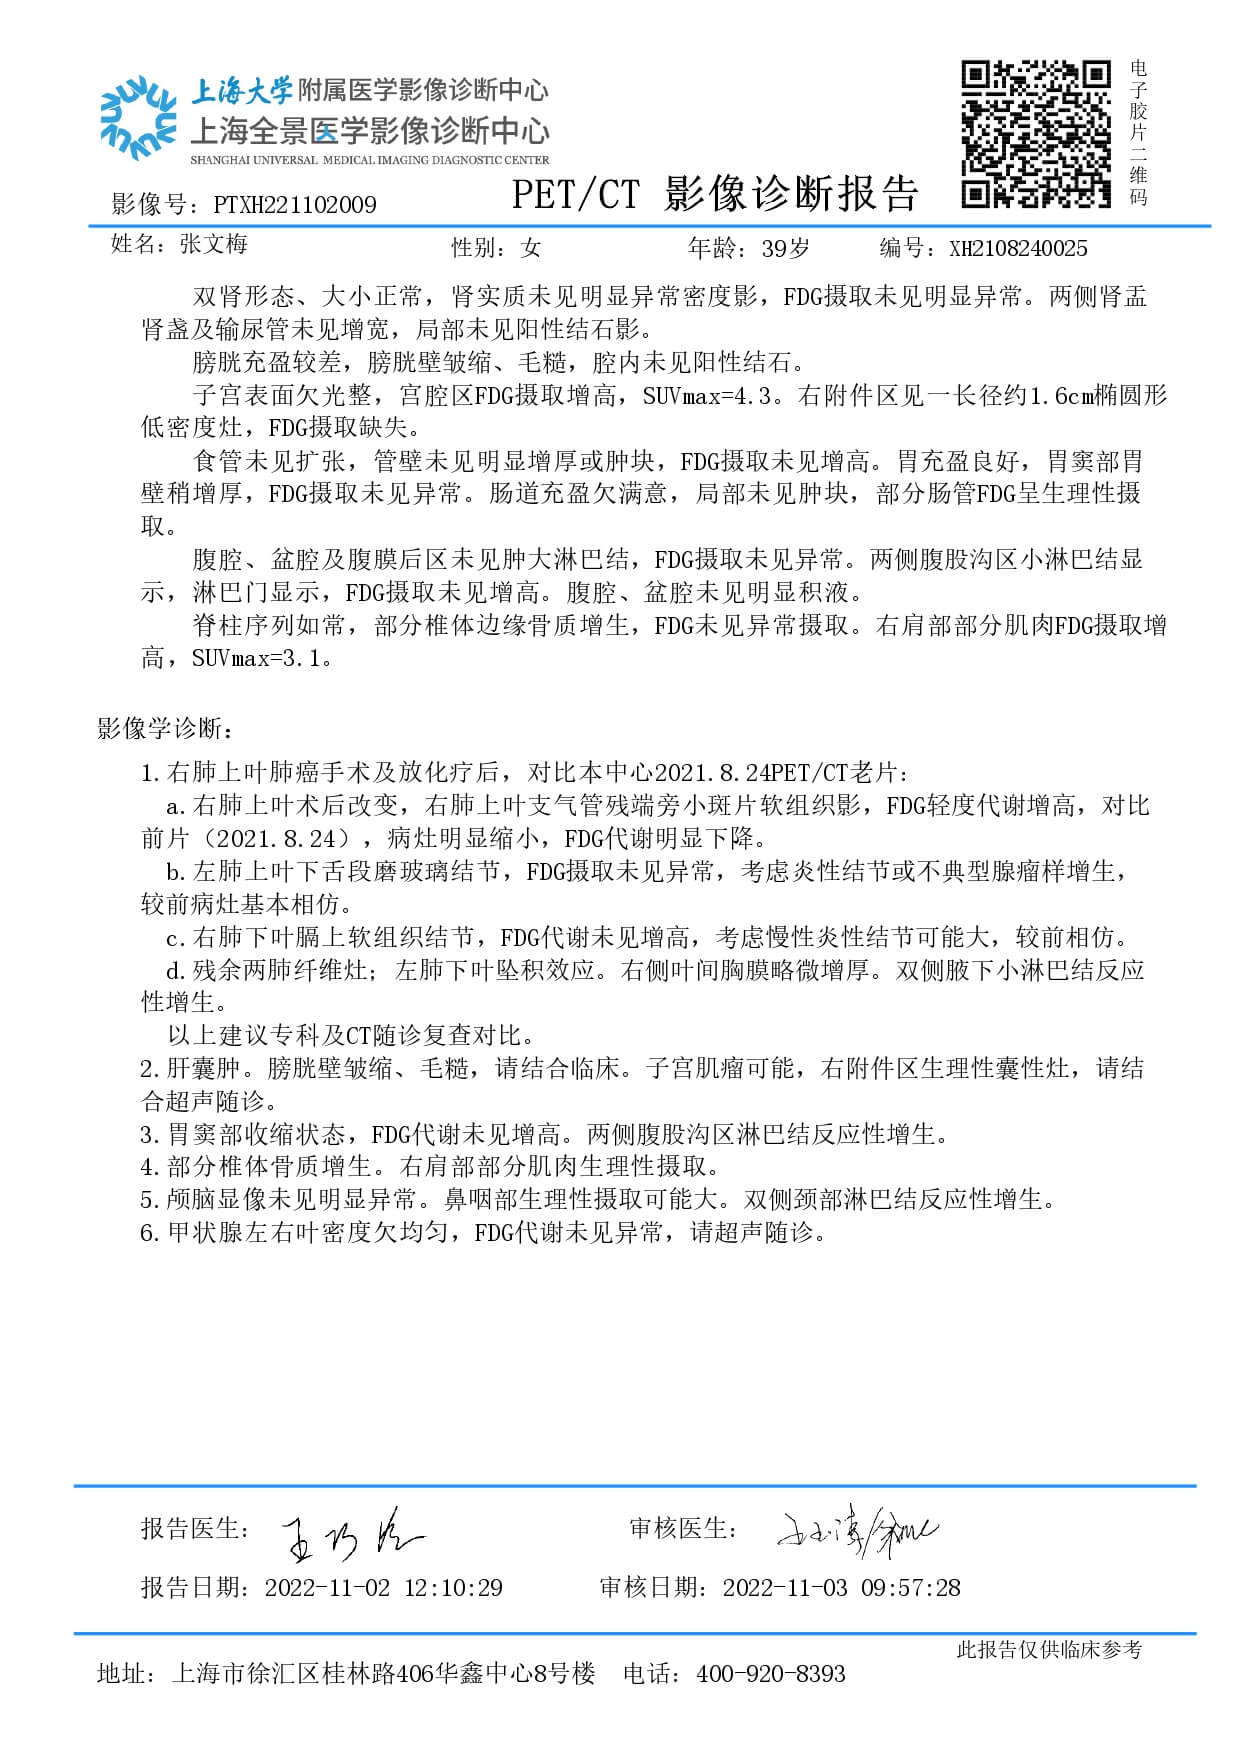 上海大学附属医学影像诊断中心
上海全景医学影像诊断中心
SHANGHAI UNIVERSAL MEDICAL IMAGING DIAGNOSTIC CENTER
电子胶片二维码
影像号：PTXH221102009
PET/CT 影像诊断报告
姓名：张文梅 性别：女 年龄：39岁 编号：XH2108240025
双肾形态、大小正常，肾实质未见明显异常密度影，FDG摄取未见明显异常。两侧肾盂
肾盏及输尿管未见增宽，局部未见阳性结石影。
膀胱充盈较差，膀胱壁皱缩、毛糙，腔内未见阳性结石。
子宫表面欠光整，宫腔区FDG摄取增高，SUVmax=4.3。右附件区见一长径约1.6cm椭圆形
低密度灶，FDG摄取缺失。
食管未见扩张，管壁未见明显增厚或肿块，FDG摄取未见增高。胃充盈良好，胃窦部胃
壁稍增厚，FDG摄取未见异常。肠道充盈欠满意，局部未见肿块，部分肠管FDG呈生理性摄
取。
腹腔、盆腔及腹膜后区未见肿大淋巴结，FDG摄取未见异常。两侧腹股沟区小淋巴结显
示，淋巴门显示，FDG摄取未见增高。腹腔、盆腔未见明显积液。
脊柱序列如常，部分椎体边缘骨质增生，FDG未见异常摄取。右肩部部分肌肉FDG摄取增
高，SUVmax=3.1。
影像学诊断：
1.右肺上叶肺癌手术及放化疗后，对比本中心2021.8.24PET/CT老片：
a.右肺上叶术后改变，右肺上叶支气管残端旁小斑片软组织影，FDG轻度代谢增高，对比
前片（2021.8.24），病灶明显缩小，FDG代谢明显下降。
b.左肺上叶下舌段磨玻璃结节，FDG摄取未见异常，考虑炎性结节或不典型腺瘤样增生，
较前病灶基本相仿。
c.右肺下叶膈上软组织结节，FDG代谢未见增高，考虑慢性炎性结节可能大，较前相仿。
d.残余两肺纤维灶；左肺下叶坠积效应。右侧叶间胸膜略微增厚。双侧腋下小淋巴结反应
性增生。
以上建议专科及CT随诊复查对比。
2.肝囊肿。膀胱壁皱缩、毛糙，请结合临床。子宫肌瘤可能，右附件区生理性囊性灶，请结
合超声随诊。
3.胃窦部收缩状态，FDG代谢未见增高。两侧腹股沟区淋巴结反应性增生。
4.部分椎体骨质增生。右肩部部分肌肉生理性摄取。
5.颅脑显像未见明显异常。鼻咽部生理性摄取可能大。双侧颈部淋巴结反应性增生。
6.甲状腺左右叶密度欠均匀，FDG代谢未见异常，请超声随诊。
报告医生： 审核医生：
报告日期：2022-11-02 12:10:29 审核日期：2022-11-03 09:57:28
此报告仅供临床参考
地址：上海市徐汇区桂林路406华鑫中心8号楼 电话：400-920-8393